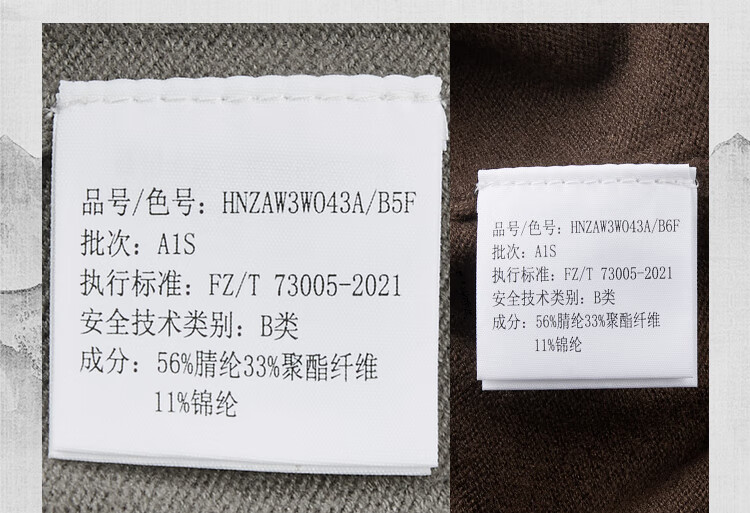 品号/色号: HNZAW3W043A/B5F
批次: A1S
执行标准: FZ/T 73005-2021
安全技术类别: B类
成分: 56%腈纶33%聚酯纤维
11%锦纶
品号/色号: HNZAW3W043A/B6F
批次: A1S
执行标准: FZ/T 73005-2021
安全技术类别: B类
成分: 56%腈纶33%聚酯纤维
11%锦纶